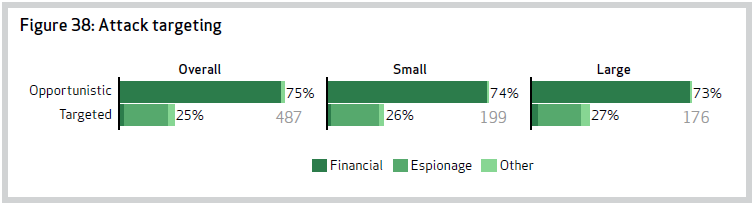 Figure 38: Attack targeting
Overall Small Large
Opportunistic 75% 74% 73%
Targeted 25% 487 26% 199 27% 176
Financial Espionage Other